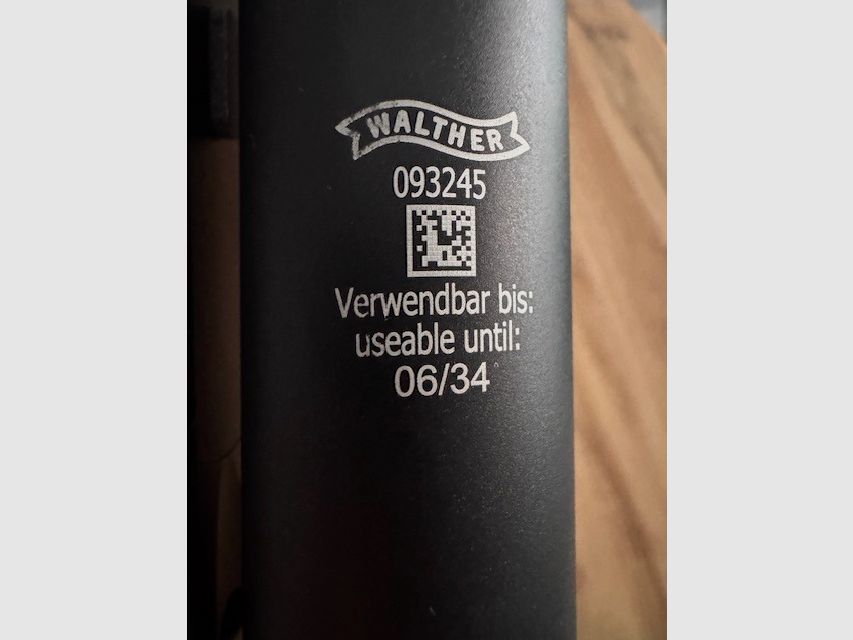 WALTHER
093245
Verwendbar bis:
useable until:
06/34